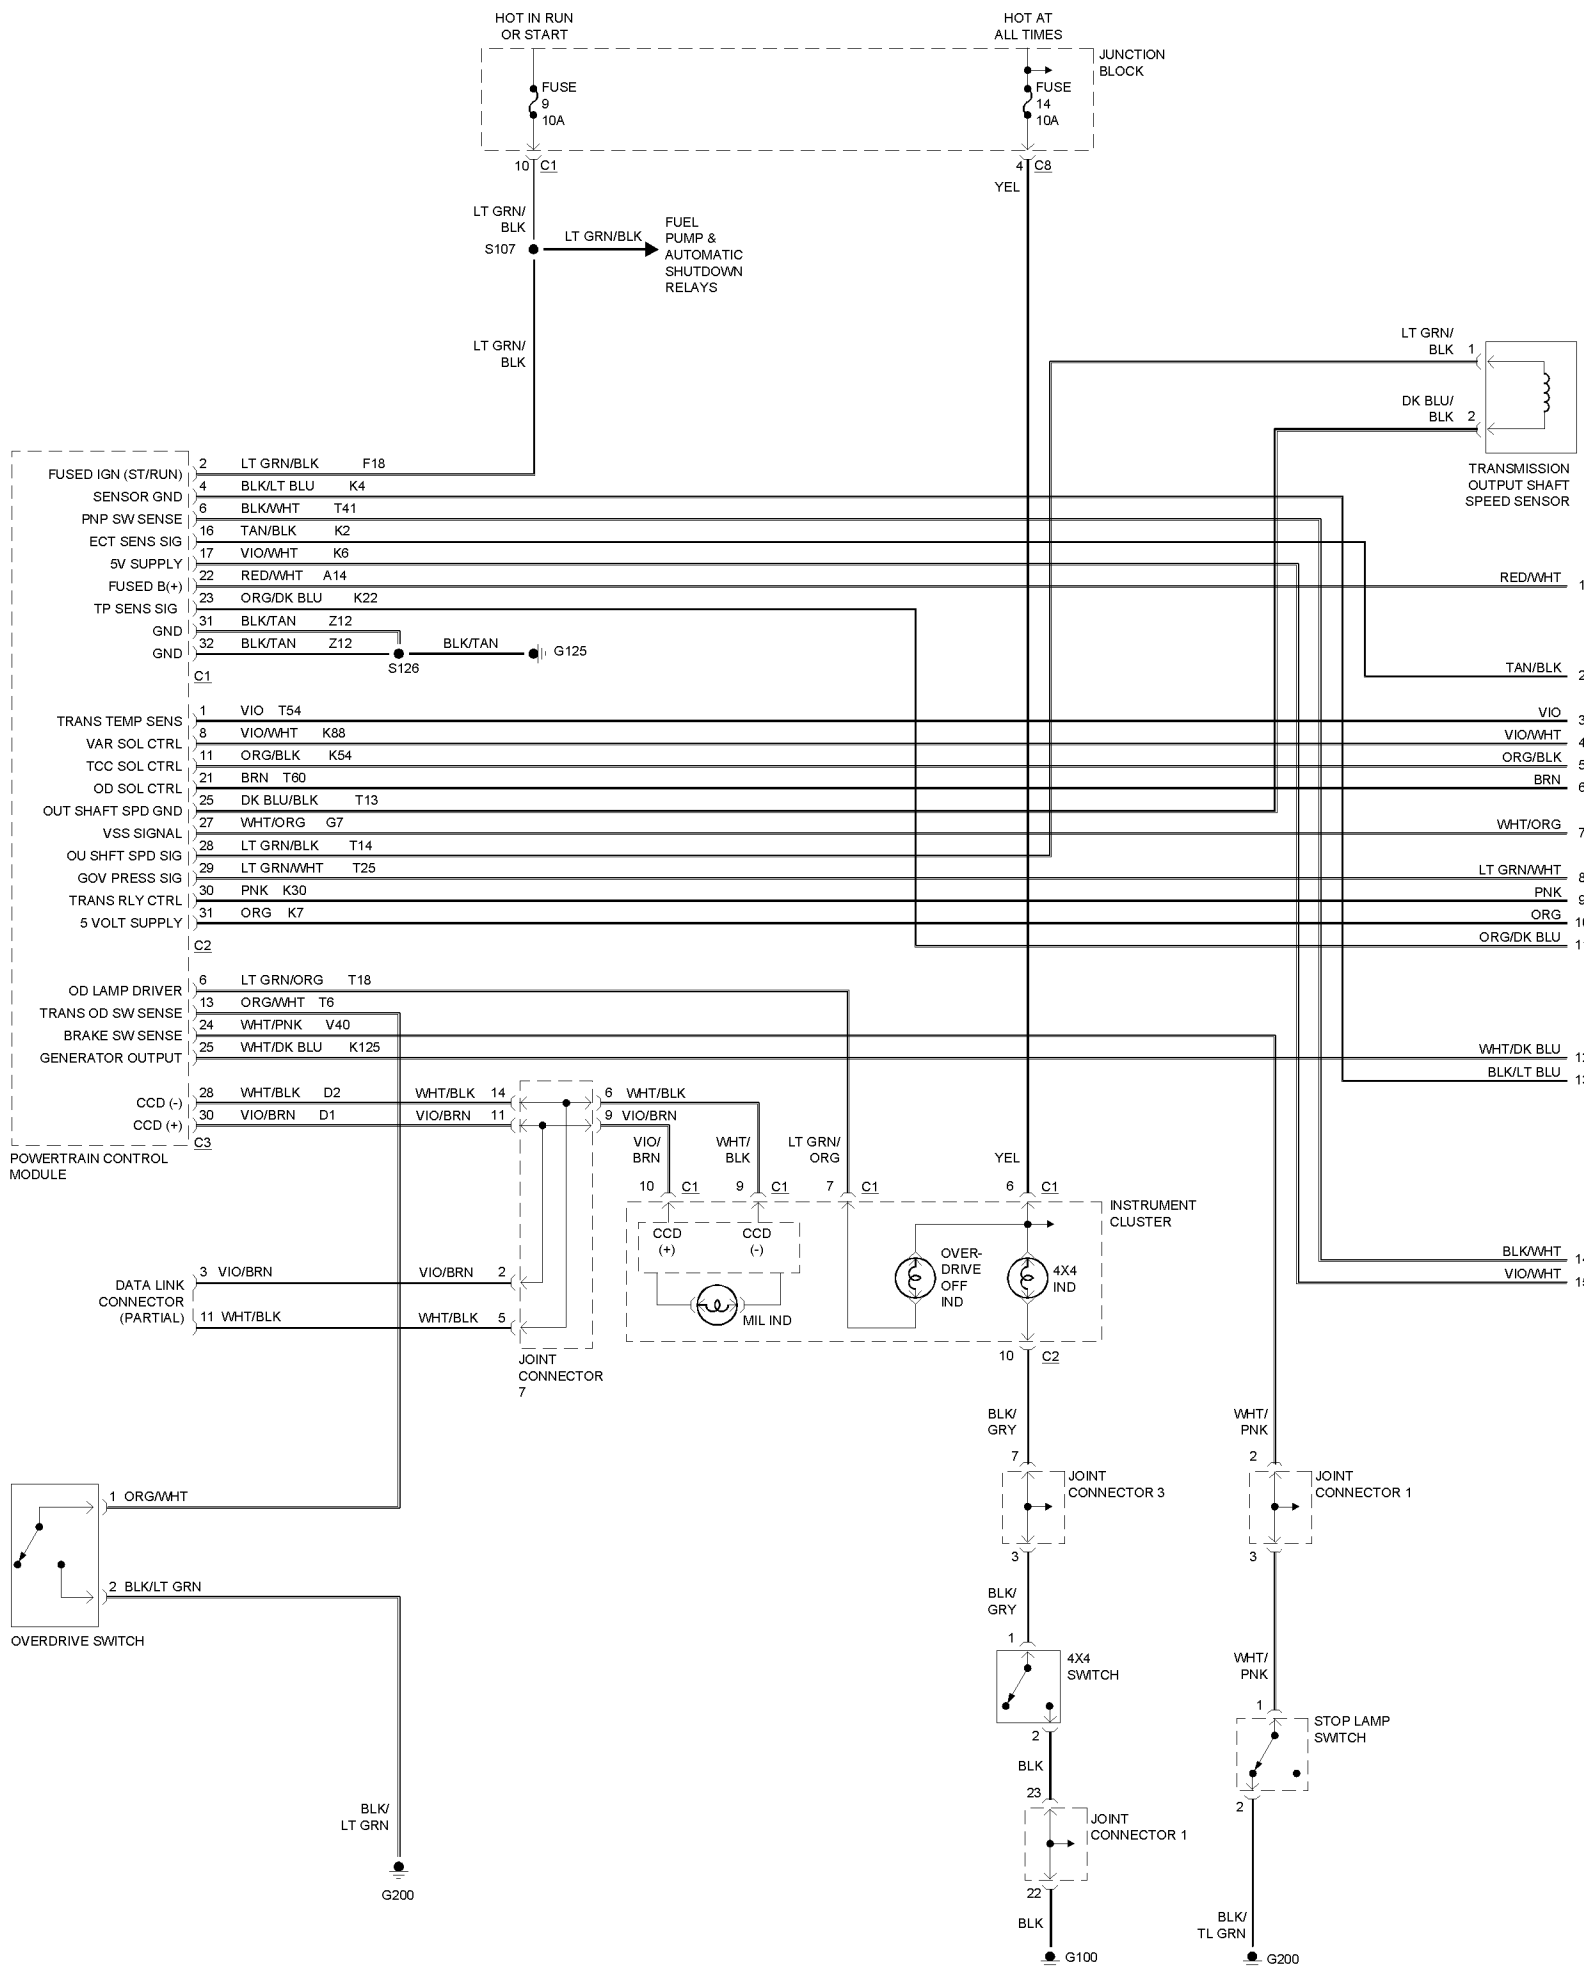 HOT IN RUN
OR START
HOT AT
ALL TIMES
JUNCTION
BLOCK
FUSE
9
10A
FUSE
14
10A
10 C1
4 C8
YEL
LT GRN/
BLK
S107
LT GRN/BLK
FUEL
PUMP &
AUTOMATIC
SHUTDOWN
RELAYS
LT GRN/
BLK
LT GRN/
BLK 1
DK BLU/
BLK 2
TRANSMISSION
OUTPUT SHAFT
SPEED SENSOR
FUSED IGN (ST/RUN) 2 LT GRN/BLK F18
SENSOR GND 4 BLK/LT BLU K4
PNP SW SENSE 6 BLK/WHT T41
ECT SENS SIG 16 TAN/BLK K2
5V SUPPLY 17 VIO/WHT K6
FUSED B(+) 22 RED/WHT A14 RED/WHT 1
TP SENS SIG 23 ORG/DK BLU K22
GND 31 BLK/TAN Z12
GND 32 BLK/TAN Z12 BLK/TAN G125
S126
C1
TAN/BLK 2
TRANS TEMP SENS 1 VIO T54 VIO 3
VAR SOL CTRL 8 VIO/WHT K88 VIO/WHT 4
TCC SOL CTRL 11 ORG/BLK K54 ORG/BLK 5
OD SOL CTRL 21 BRN T60 BRN 6
OUT SHAFT SPD GND 25 DK BLU/BLK T13
VSS SIGNAL 27 WHT/ORG G7 WHT/ORG 7
OU SHFT SPD SIG 28 LT GRN/BLK T14
GOV PRESS SIG 29 LT GRN/WHT T25 LT GRN/WHT 8
TRANS RLY CTRL 30 PNK K30 PNK 9
5 VOLT SUPPLY 31 ORG K7 ORG 10
C2
ORG/DK BLU
OD LAMP DRIVER 6 LT GRN/ORG T18
TRANS OD SW SENSE 13 ORG/WHT T6
BRAKE SW SENSE 24 WHT/PNK V40
GENERATOR OUTPUT 25 WHT/DK BLU K125 WHT/DK BLU
BLK/LT BLU
CCD (-) 28 WHT/BLK D2 WHT/BLK 14 6 WHT/BLK
CCD (+) 30 VIO/BRN D1 VIO/BRN 11 9 VIO/BRN
C3
POWERTRAIN CONTROL
MODULE
VIO/
BRN
WHT/
BLK
LT GRN/
ORG
YEL
10 C1
9 C1
7 C1
6 C1
INSTRUMENT
CLUSTER
CCD
(+)
CCD
(-)
OVER-
DRIVE
OFF
IND
4X4
IND
MIL IND
BLK/WHT
VIO/WHT
DATA LINK
CONNECTOR
(PARTIAL)
3 VIO/BRN VIO/BRN 2
11 WHT/BLK WHT/BLK 5
JOINT
CONNECTOR
7
10 C2
BLK/
GRY
7
JOINT
CONNECTOR 3
3
BLK/
GRY
1
4X4
SWITCH
2
BLK
23
JOINT
CONNECTOR 1
22
BLK
G100
WHT/
PNK
2
JOINT
CONNECTOR 1
3
WHT/
PNK
1
STOP LAMP
SWITCH
2
BLK/
TL GRN
G200
1 ORG/WHT
2 BLK/LT GRN
OVERDRIVE SWITCH
BLK/
LT GRN
G200